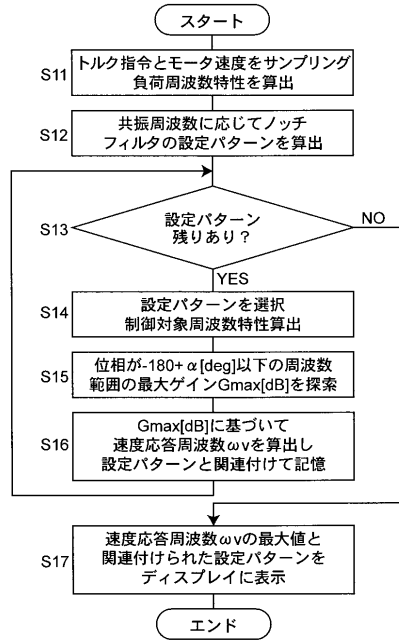 スタート
S11
トルク指令とモータ速度をサンプリング
負荷周波数特性を算出
S12
共振周波数に応じてノッチ
フィルタの設定パターンを算出
S13
設定パターン
残りあり？
NO
YES
S14
設定パターンを選択
制御対象周波数特性算出
S15
位相が-180+α[deg]以下の周波数
範囲の最大ゲインGmax[dB]を探索
S16
Gmax[dB]に基づいて
速度応答周波数ωvを算出し
設定パターンと関連付けて記憶
S17
速度応答周波数ωvの最大値と
関連付けられた設定パターンを
ディスプレイに表示
エンド